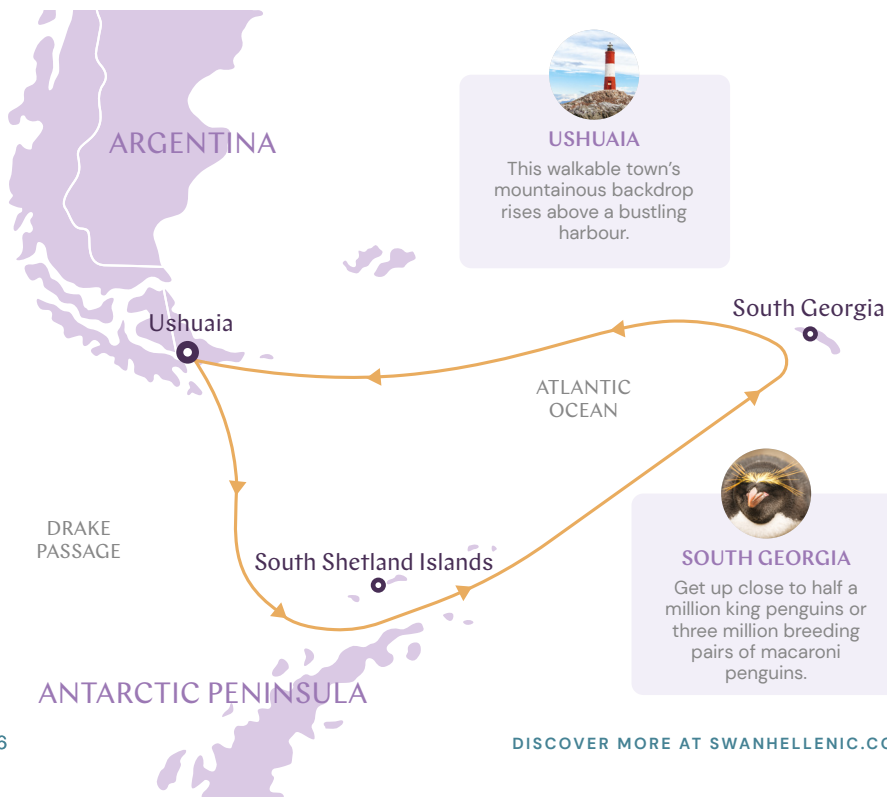 ARGENTINA
USHUAIA
This walkable town's
mountainous backdrop
rises above a bustling
harbour.
South Georgia
Ushuaia
ATLANTIC
OCEAN
DRAKE
PASSAGE
South Shetland Islands
SOUTH GEORGIA
Get up close to half a
million king penguins or
three million breeding
pairs of macaroni
penguins.
ANTARCTIC PENINSULA
6
DISCOVER MORE AT SWANHELLENIC.CO